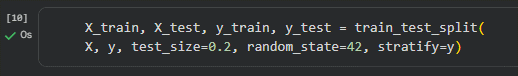 [10]
✓ 0s
X_train, X_test, y_train, y_test = train_test_split(
X, y, test_size=0.2, random_state=42, stratify=y)